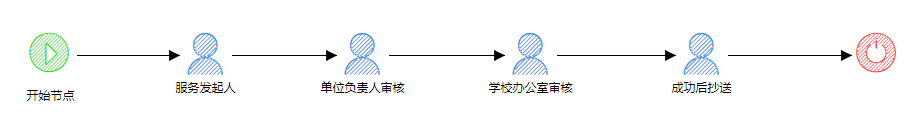 开始节点
服务发起人
单位负责人审核
学校办公室审核
成功后抄送